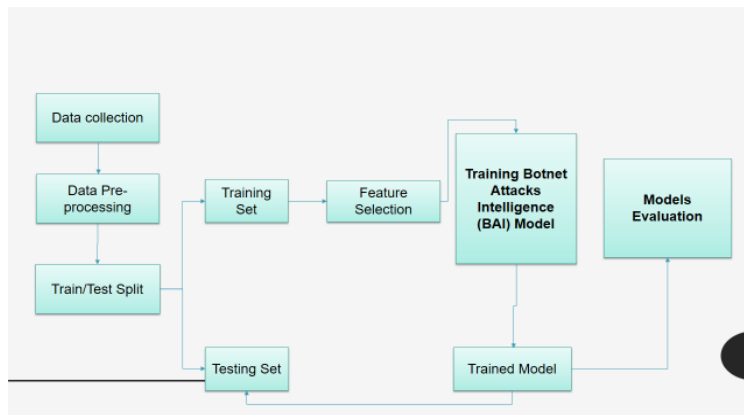 Data collection
Data Pre-
processing
Train/Test Split
Training
Set
Feature
Selection
Training Botnet
Attacks
Intelligence
(BAI) Model
Models
Evaluation
Testing Set
Trained Model